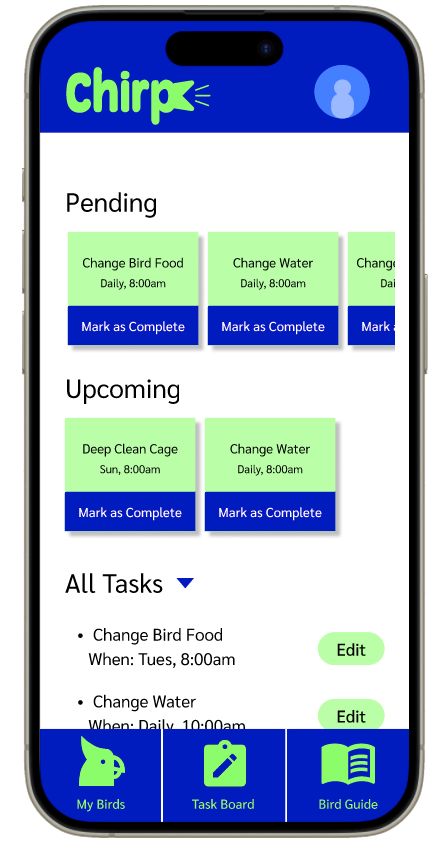 Chirp
Pending
Change Bird Food
Daily, 8:00am
Mark as Complete
Change Water
Daily, 8:00am
Mark as Complete
Change
Dai
Mark
Upcoming
Deep Clean Cage
Sun, 8:00am
Mark as Complete
Change Water
Daily, 8:00am
Mark as Complete
All Tasks
• Change Bird Food
When: Tues, 8:00am
Edit
• Change Water
When: Daily, 10:00am
Edit
My Birds
Task Board
Bird Guide